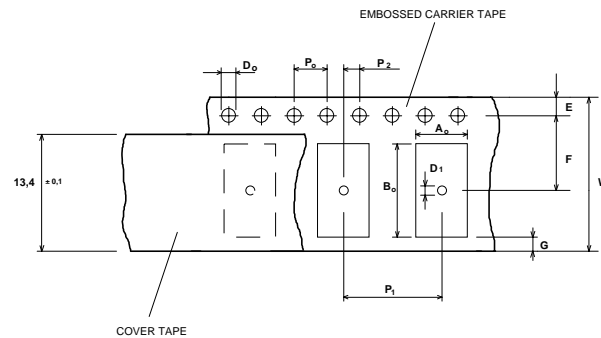 EMBOSSED CARRIER TAPE
Do Po P2
E
Ao
F
13,4 ±0,1
D1
Bo
W
G
P1
COVER TAPE